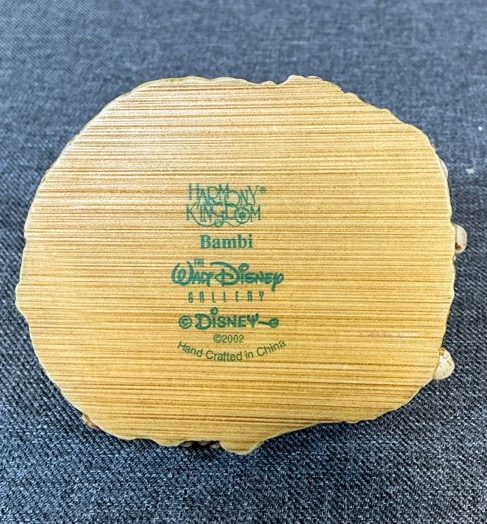 HARMONY®
KINGDOM
Bambi
THE
WALT DISNEY
GALLERY
© DISNEY
©2002
Hand Crafted in China